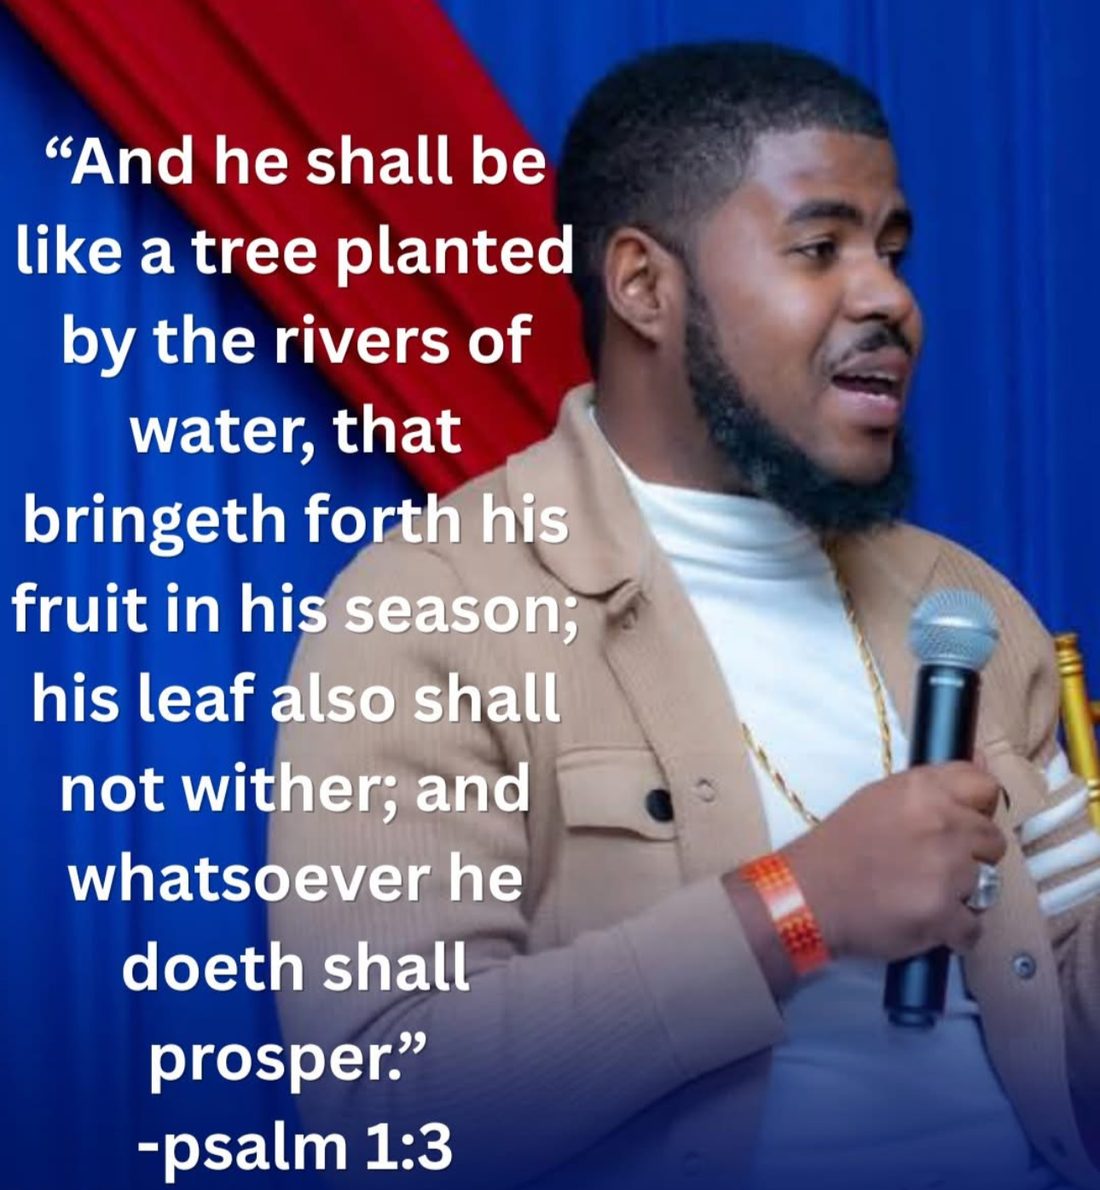 “And he shall be
like a tree planted
by the rivers of
water, that
bringeth forth his
fruit in his season;
his leaf also shall
not wither; and
whatsoever he
doeth shall
prosper.”
-psalm 1:3